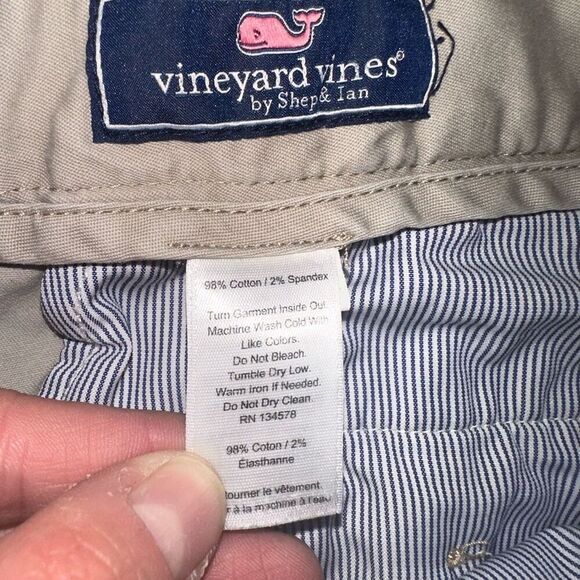 vineyard vines®
by Shep & Ian
98% Cotton / 2% Spandex
Turn Garment Inside Out.
Machine Wash Cold With
Like Colors.
Do Not Bleach.
Tumble Dry Low.
Warm Iron If Needed.
Do Not Dry Clean.
RN 134578
98% Coton / 2%
Élasthanne
tourner le vêtement.
r à la machine à l'eau